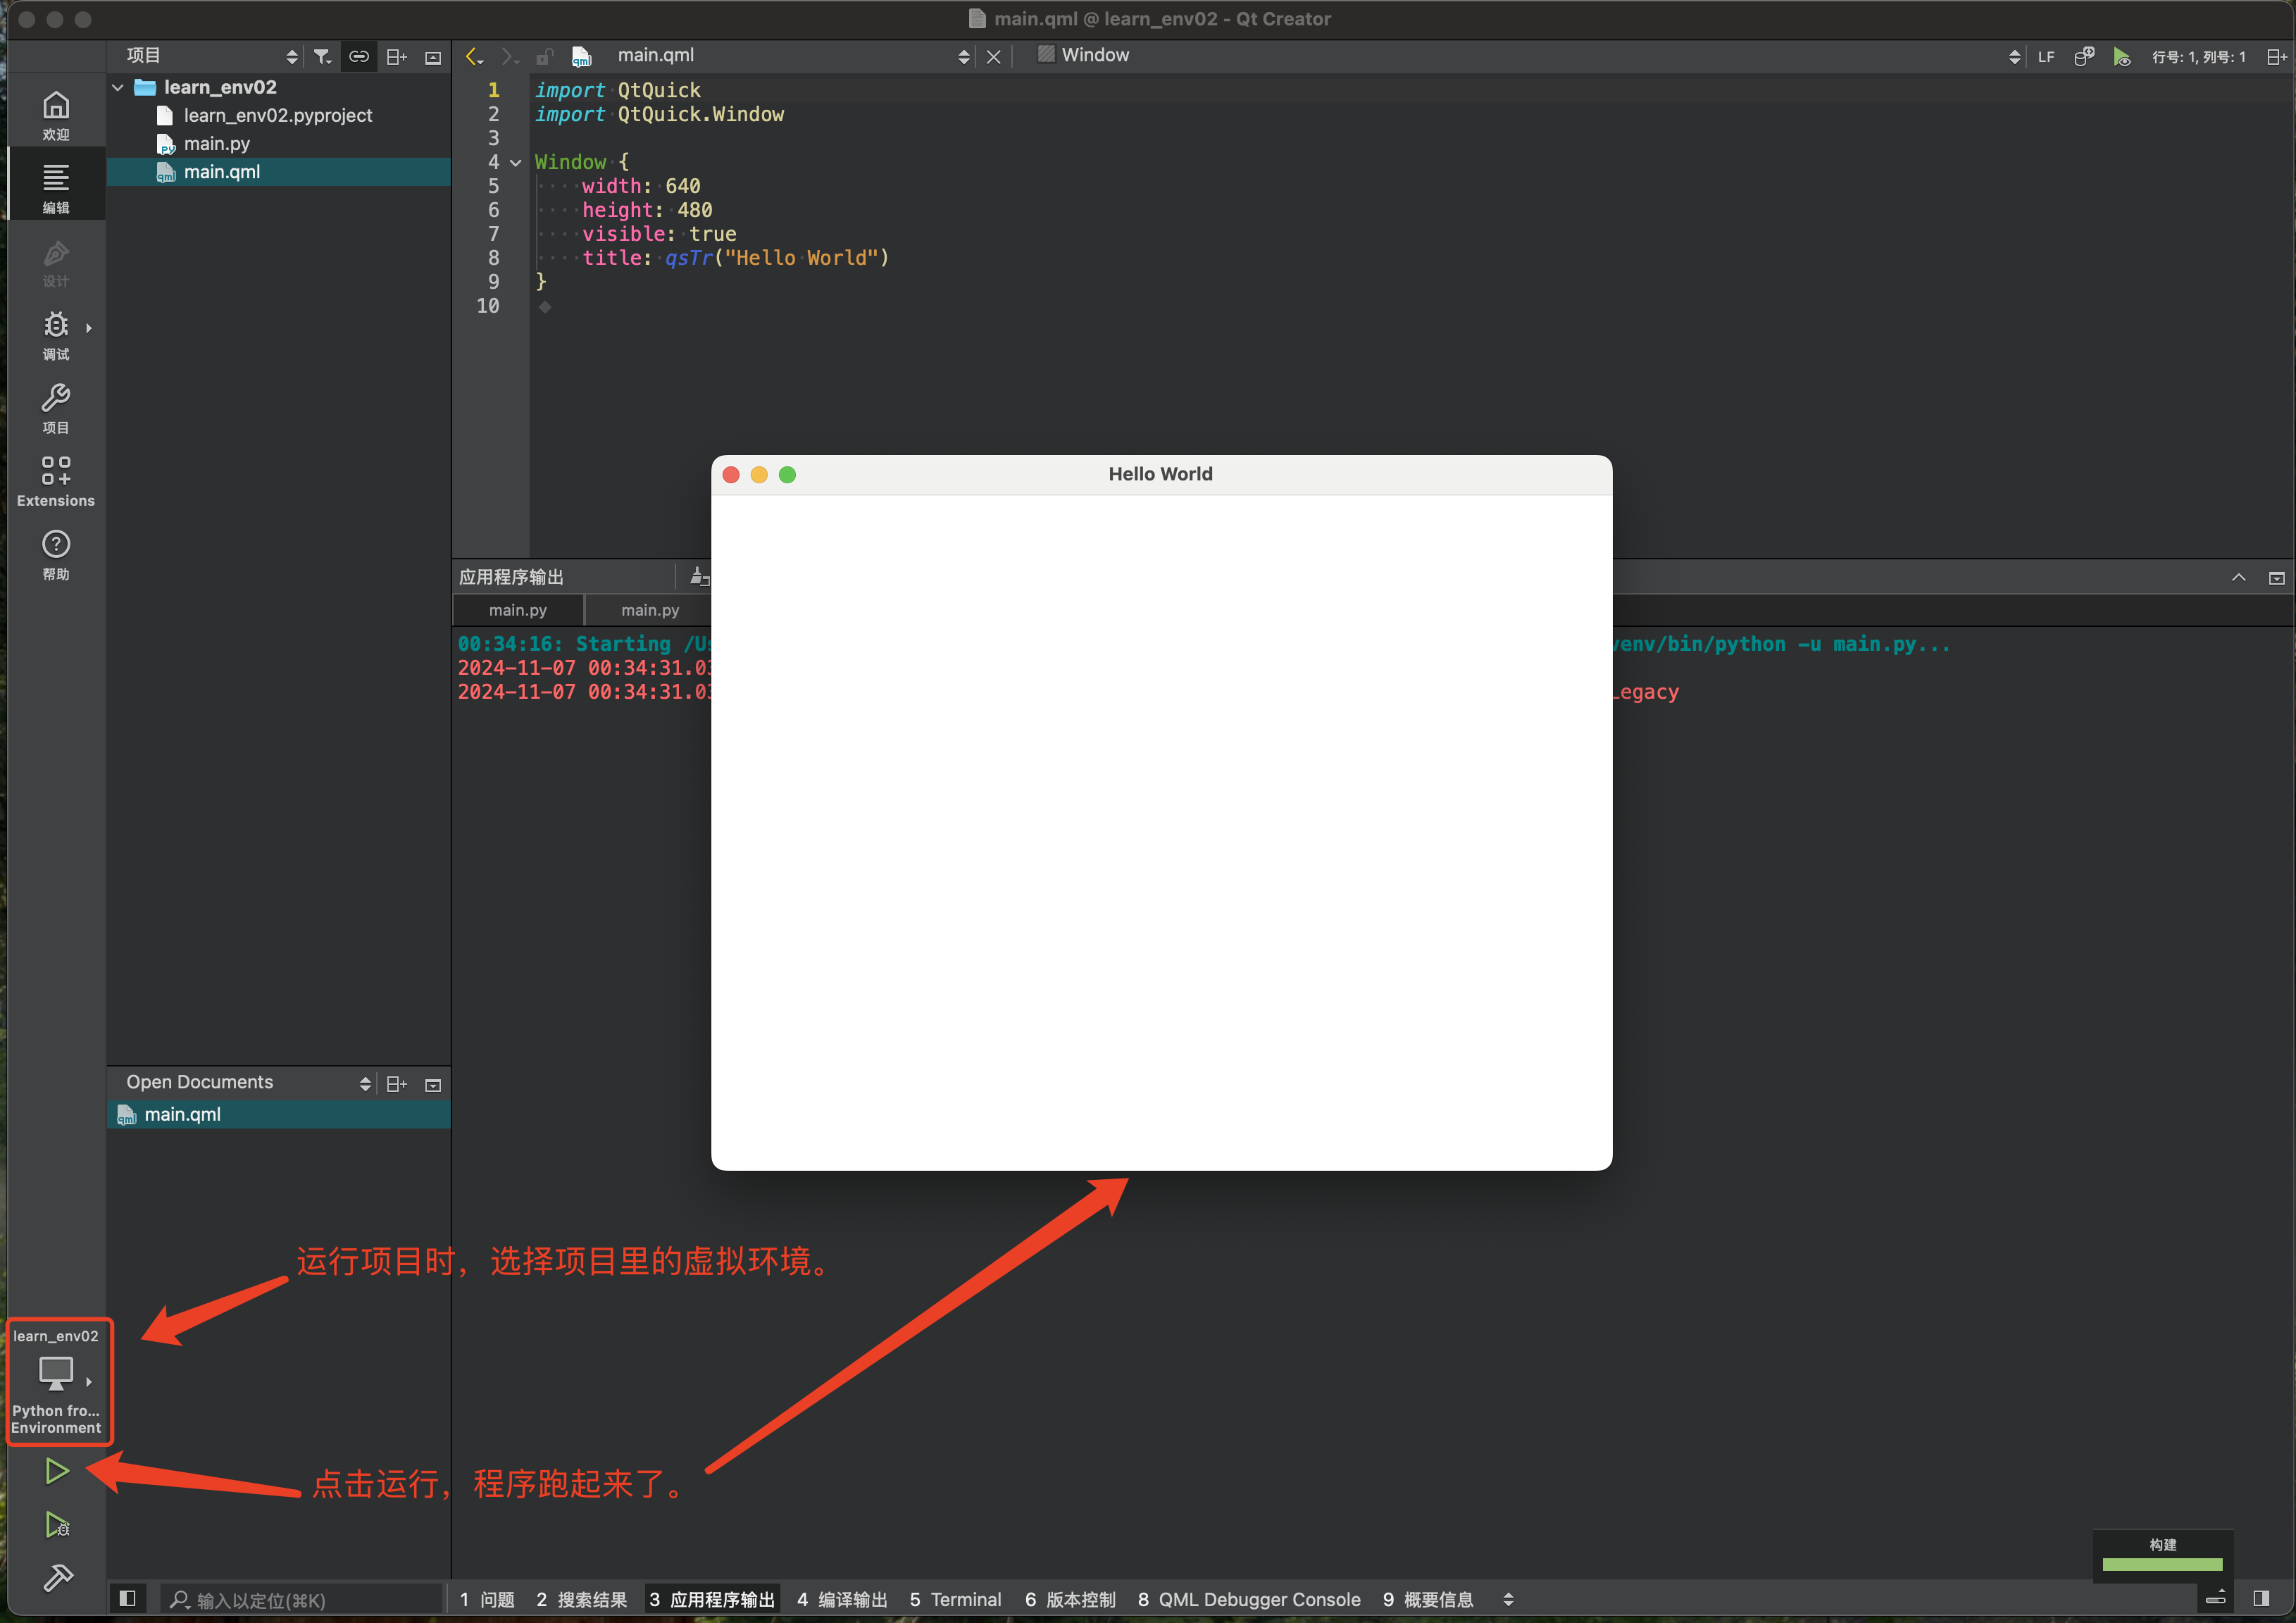 main.qml @ learn_env02 - Qt Creator
项目
main.qml
Window
LF
行号: 1, 列号: 1
欢迎
编辑
设计
调试
项目
Extensions
帮助
learn_env02
learn_env02.pyproject
main.py
main.qml
1 import QtQuick
2 import QtQuick.Window
3
4 Window {
5 width: 640
6 height: 480
7 visible: true
8 title: qsTr("Hello World")
9 }
10
Hello World
应用程序输出
main.py
main.py
00:34:16: Starting /Us venv/bin/python -u main.py...
2024-11-07 00:34:31.03
2024-11-07 00:34:31.03 Legacy
Open Documents
main.qml
运行项目时，选择项目里的虚拟环境。
learn_env02
Python fro...
Environment
点击运行，程序跑起来了。
构建
输入以定位(⌘K)
1 问题 2 搜索结果 3 应用程序输出 4 编译输出 5 Terminal 6 版本控制 8 QML Debugger Console 9 概要信息